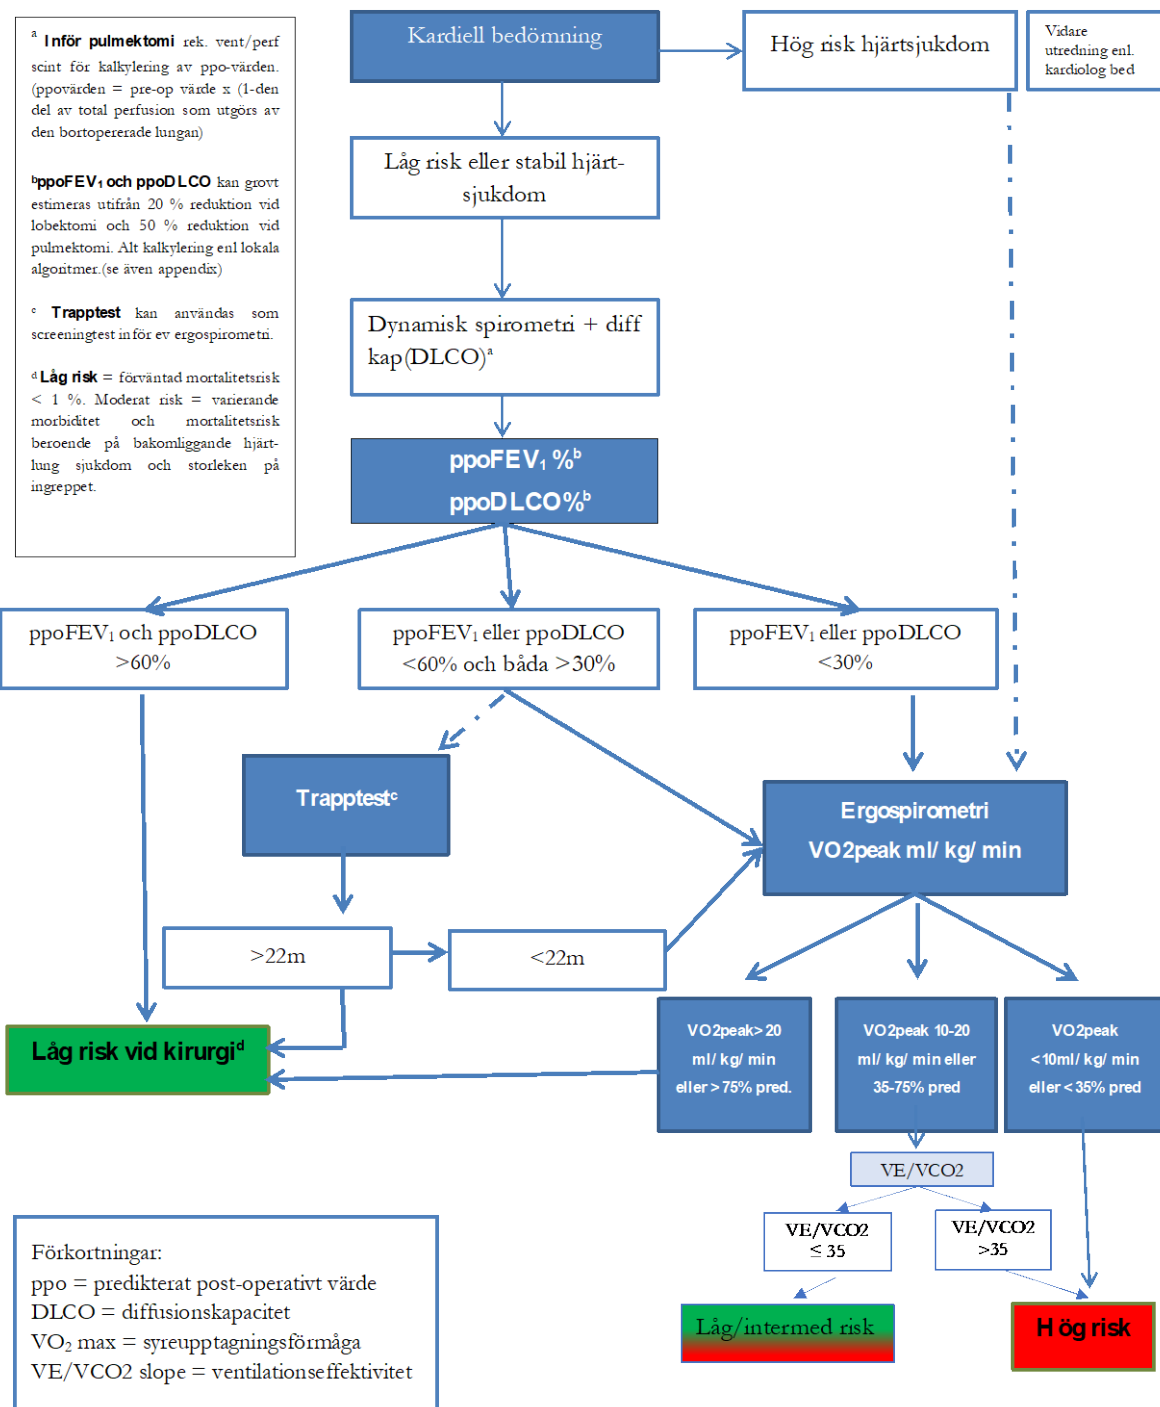 ᵃ Inför pulmektomi rek. vent/perf
scint för kalkylering av ppo-värden.
(ppovärden = pre-op värde x (1-den
del av total perfusion som utgörs av
den bortopererade lungan)
ᵇppoFEV₁ och ppoDLCO kan grovt
estimeras utifrån 20 % reduktion vid
lobektomi och 50 % reduktion vid
pulmektomi. Alt kalkylering enl lokala
algoritmer.(se även appendix)
ᶜ Trapptest kan användas som
screeningtest inför ev ergospirometri.
ᵈ Låg risk = förväntad mortalitetsrisk
< 1 %. Moderat risk = varierande
morbiditet och mortalitetsrisk
beroende på bakomliggande hjärt-
lung sjukdom och storleken på
ingreppet.
Kardiell bedömning
Hög risk hjärtsjukdom
Vidare
utredning enl.
kardiolog bed
Låg risk eller stabil hjärt-
sjukdom
Dynamisk spirometri + diff
kap(DLCO)ᵃ
ppoFEV₁ %ᵇ
ppoDLCO%ᵇ
ppoFEV₁ och ppoDLCO
>60%
ppoFEV₁ eller ppoDLCO
<60% och båda >30%
ppoFEV₁ eller ppoDLCO
<30%
Trapptestᶜ
Ergospirometri
VO2peak ml/ kg/ min
>22m
<22m
Låg risk vid kirurgiᵈ
VO2peak> 20
ml/ kg/ min
eller > 75% pred.
VO2peak 10-20
ml/ kg/ min eller
35-75% pred
VO2peak
<10ml/ kg/ min
eller < 35% pred
VE/VCO2
VE/VCO2
≤ 35
VE/VCO2
>35
Låg/intermed risk
Hög risk
Förkortningar:
ppo = predikterat post-operativt värde
DLCO = diffusionskapacitet
VO₂ max = syreupptagningsförmåga
VE/VCO2 slope = ventilationseffektivitet